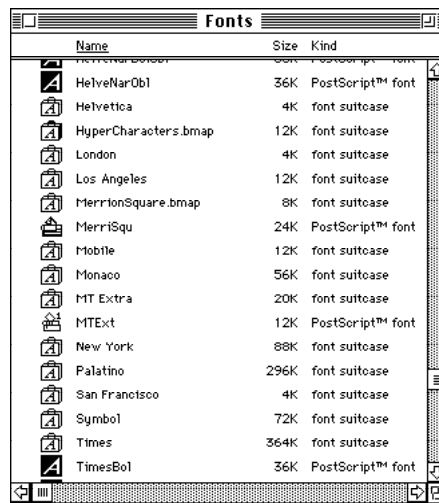 Fonts
Name Size Kind
HelveNarObl 36K PostScript™ font
Helvetica 4K font suitcase
HyperCharacters.bmap 12K font suitcase
London 4K font suitcase
Los Angeles 12K font suitcase
MerrionSquare.bmap 8K font suitcase
MerriSqu 24K PostScript™ font
Mobile 12K font suitcase
Monaco 56K font suitcase
MT Extra 20K font suitcase
MTExt 12K PostScript™ font
New York 88K font suitcase
Palatino 296K font suitcase
San Francisco 4K font suitcase
Symbol 72K font suitcase
Times 364K font suitcase
TimesBol 36K PostScript™ font